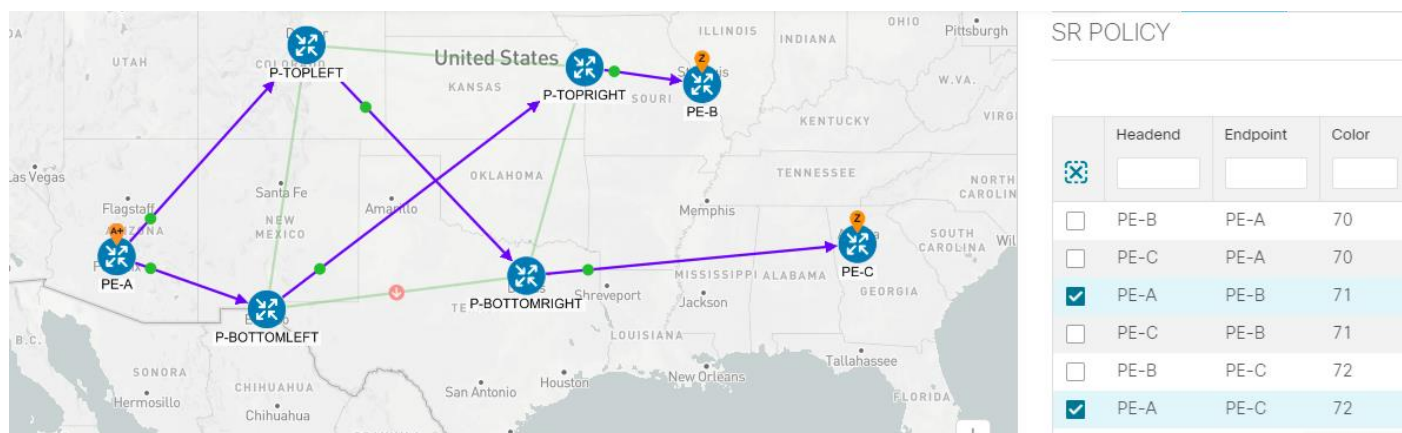 UTAH
COLORADO
P-TOPLEFT
United States
KANSAS
P-TOPRIGHT
SOURI
ILLINOIS
INDIANA
OHIO
Pittsburgh
W.VA.
PE-B
KENTUCKY
Las Vegas
Flagstaff
Santa Fe
NEW
MEXICO
Amarillo
OKLAHOMA
TENNESSEE
NORTH
Memphis
A+
Z
Z
PE-A
PE-C
P-BOTTOMLEFT
P-BOTTOMRIGHT
Shreveport
MISSISSIPPI
ALABAMA
Jackson
GEORGIA
SOUTH
CAROLINA
LOUISIANA
SONORA
Hermosillo
CHIHUAHUA
Chihuahua
San Antonio
Houston
New Orleans
Tallahassee
FLORIDA
SR POLICY
Headend Endpoint Color
PE-B PE-A 70
PE-C PE-A 70
PE-A PE-B 71
PE-C PE-B 71
PE-B PE-C 72
PE-A PE-C 72